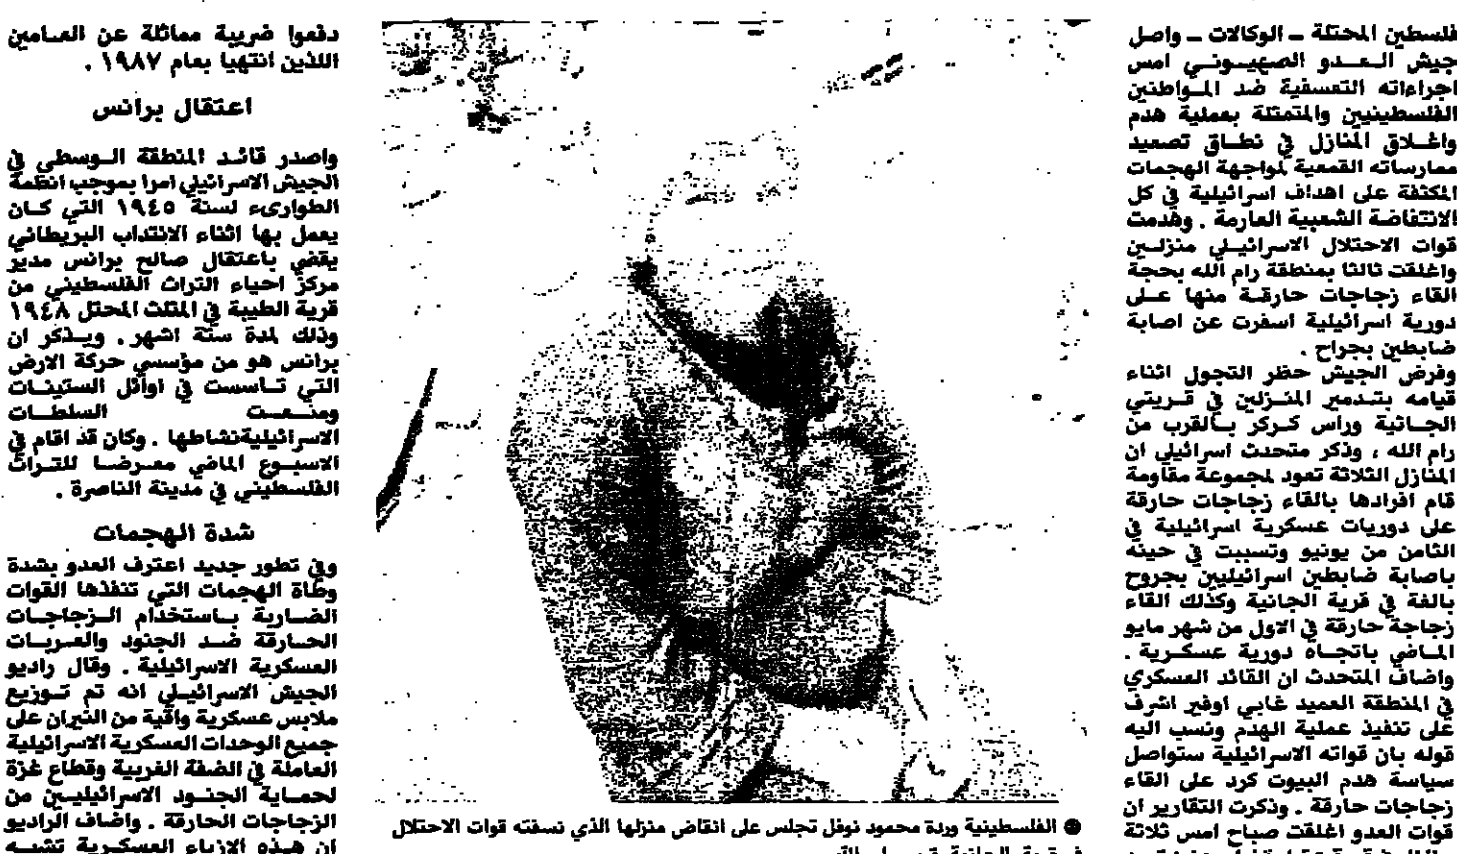 فلسطين المحتلة ــ الوكالات ــ واصل
جيش العدو الصهيوني امس
اجراءاته التعسفية ضد المواطنين
الفلسطينيين والمتمثلة بعملية هدم
واغلاق المنازل في نطاق تصعيد
ممارساته القمعية لمواجهة الهجمات
المكثفة على اهداف اسرائيلية في كل
الانتفاضة الشعبية العارمة . وهدمت
قوات الاحتلال الاسرائيلي منزلين
واغلقت ثالثا بمنطقة رام الله بحجة
القاء زجاجات حارقة منها على
دورية اسرائيلية اسفرت عن اصابة
ضابطين بجراح .
وفرض الجيش حظر التجول اثناء
قيامه بتدمير المنزلين في قريتي
الجانية وراس كركر بالقرب من
رام الله ، وذكر متحدث اسرائيلي ان
المنازل الثلاثة تعود لمجموعة مقاومة
قام افرادها بالقاء زجاجات حارقة
على دوريات عسكرية اسرائيلية في
الثامن من يونيو وتسببت في حينه
باصابة ضابطين اسرائيليين بجروح
بالغة في قرية الجانية وكذلك القاء
زجاجة حارقة في الاول من شهر مايو
الماضي باتجاه دورية عسكرية .
واضاف المتحدث ان القائد العسكري
في المنطقة العميد غابي اوفير اشرف
على تنفيذ عملية الهدم ونسب اليه
قوله بان قواته الاسرائيلية ستواصل
سياسة هدم البيوت كرد على القاء
زجاجات حارقة . وذكرت التقارير ان
قوات العدو اغلقت صباح امس ثلاثة
● الفلسطينية وردة محمود نوفل تجلس على انقاض منزلها الذي نسفته قوات الاحتلال
دفعوا ضريبة مماثلة عن العامين
اللذين انتهيا بعام ١٩٨٧ .
اعتقال برانس
واصدر قائد المنطقة الوسطى في
الجيش الاسرائيلي امرا بموجب انظمة
الطوارىء لسنة ١٩٤٥ التي كان
يعمل بها اثناء الانتداب البريطاني
يقضي باعتقال صالح برانس مدير
مركز احياء التراث الفلسطيني من
قرية الطيبة في المثلث المحتل ١٩٤٨
وذلك لمدة ستة اشهر . ويذكر ان
برانس هو من مؤسسي حركة الارض
التي تاسست في اوائل الستينات
ومنعت السلطات
الاسرائيليةنشاطها . وكان قد اقام في
الاسبوع الماضي معرضا للتراث
الفلسطيني في مدينة الناصرة .
شدة الهجمات
وفي تطور جديد اعترف العدو بشدة
وطأة الهجمات التي تنفذها القوات
الضاربة باستخدام الزجاجات
الحارقة ضد الجنود والعربات
العسكرية الاسرائيلية . وقال راديو
الجيش الاسرائيلي انه تم توزيع
ملابس عسكرية واقية من النيران على
جميع الوحدات العسكرية الاسرائيلية
العاملة في الضفة الغربية وقطاع غزة
لحماية الجنود الاسرائيليين من
الزجاجات الحارقة . واضاف الراديو
ان هذه الازياء العسكرية تشبه